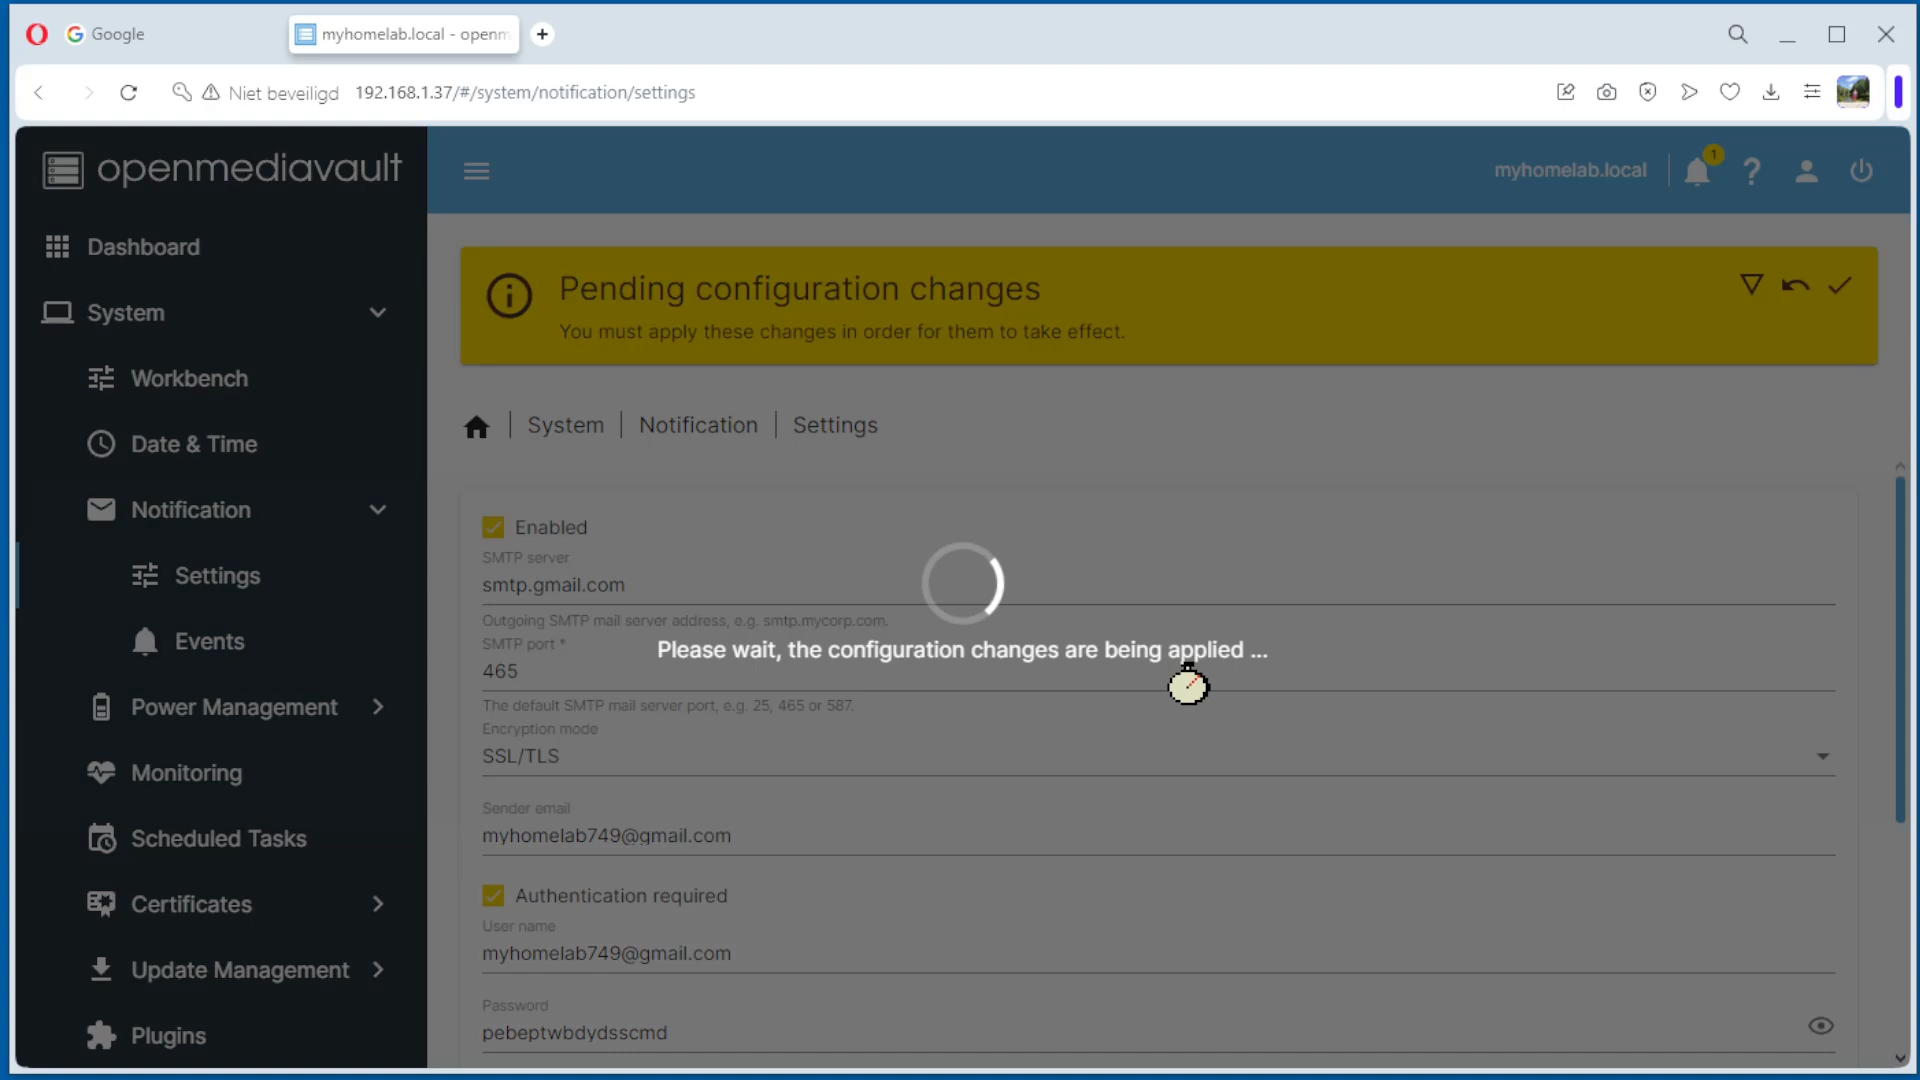 Google
myhomelab.local - openm
Niet beveiligd 192.168.1.37/#/system/notification/settings
openmediavault
myhomelab.local
1
Dashboard
System
Workbench
Date & Time
Notification
Settings
Events
Power Management
Monitoring
Scheduled Tasks
Certificates
Update Management
Plugins
Pending configuration changes
You must apply these changes in order for them to take effect.
System | Notification | Settings
Enabled
SMTP server
smtp.gmail.com
Outgoing SMTP mail server address, e.g. smtp.mycorp.com.
SMTP port *
Please wait, the configuration changes are being applied ...
465
The default SMTP mail server port, e.g. 25, 465 or 587.
Encryption mode
SSL/TLS
Sender email
myhomelab749@gmail.com
Authentication required
User name
myhomelab749@gmail.com
Password
pebeptwbdydsscmd